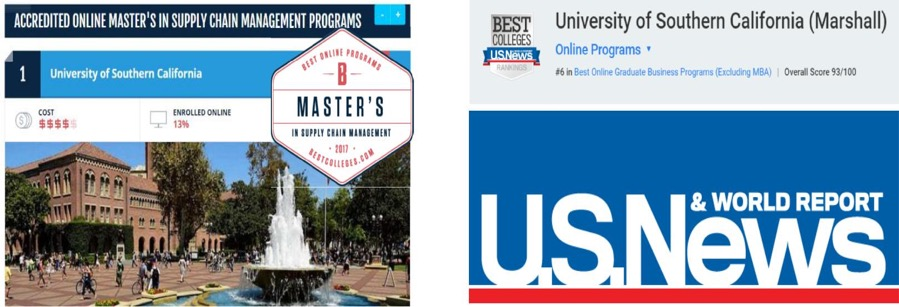 ACCREDITED ONLINE MASTER'S IN SUPPLY CHAIN MANAGEMENT PROGRAMS
- +
1 University of Southern California
COST
$$$$$
ENROLLED ONLINE
13%
BEST ONLINE PROGRAMS
B
MASTER'S
IN SUPPLY CHAIN MANAGEMENT
• 2017 •
BESTCOLLEGES.COM
BEST
COLLEGES
U.S.News
RANKINGS
University of Southern California (Marshall)
Online Programs
#6 in Best Online Graduate Business Programs (Excluding MBA) | Overall Score 93/100
& WORLD REPORT
U.S.News